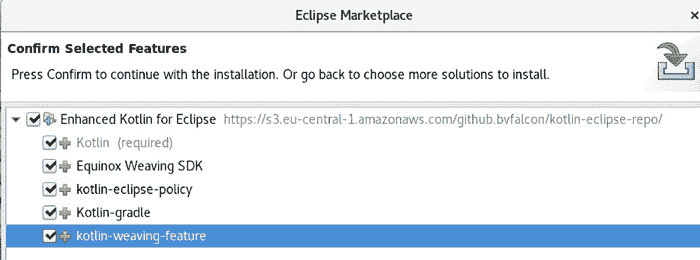 Eclipse Marketplace
Confirm Selected Features
Press Confirm to continue with the installation. Or go back to choose more solutions to install.
Enhanced Kotlin for Eclipse https://s3.eu-central-1.amazonaws.com/github.bvfalcon/kotlin-eclipse-repo/
Kotlin (required)
Equinox Weaving SDK
kotlin-eclipse-policy
Kotlin-gradle
kotlin-weaving-feature